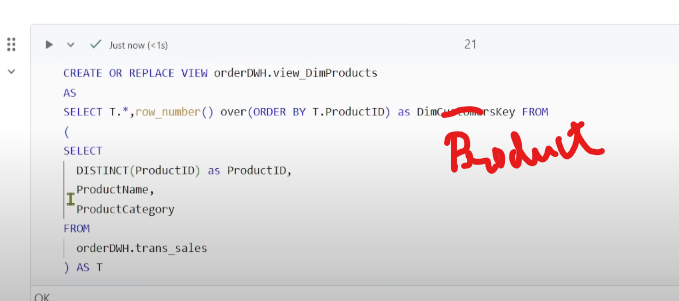 Just now (<1s)
21
CREATE OR REPLACE VIEW orderDWH.view_DimProducts
AS
SELECT T.*,row_number() over(ORDER BY T.ProductID) as DimCustomersKey FROM
Product
(
SELECT
DISTINCT(ProductID) as ProductID,
ProductName,
ProductCategory
FROM
orderDWH.trans_sales
) AS T
OK